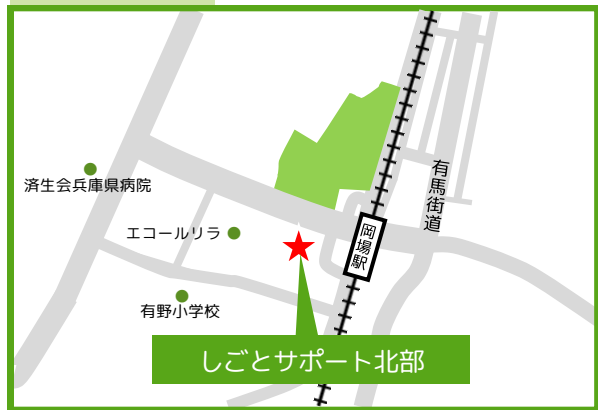 有馬街道
済生会兵庫県病院
エコールリラ
岡場駅
有野小学校
しごとサポート北部